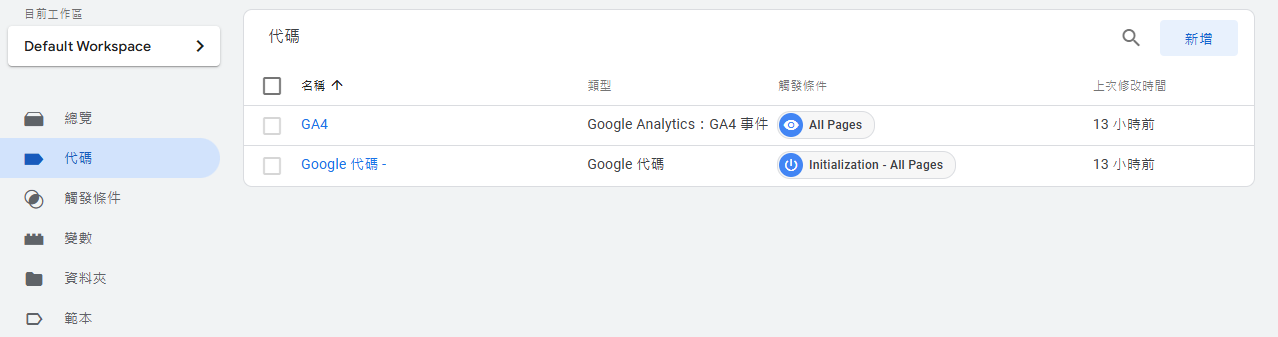 目前工作區
Default Workspace
總覽
代碼
觸發條件
變數
資料夾
範本
代碼
新增
名稱 類型 觸發條件 上次修改時間
GA4 Google Analytics：GA4 事件 All Pages 13 小時前
Google 代碼 - Google 代碼 Initialization - All Pages 13 小時前